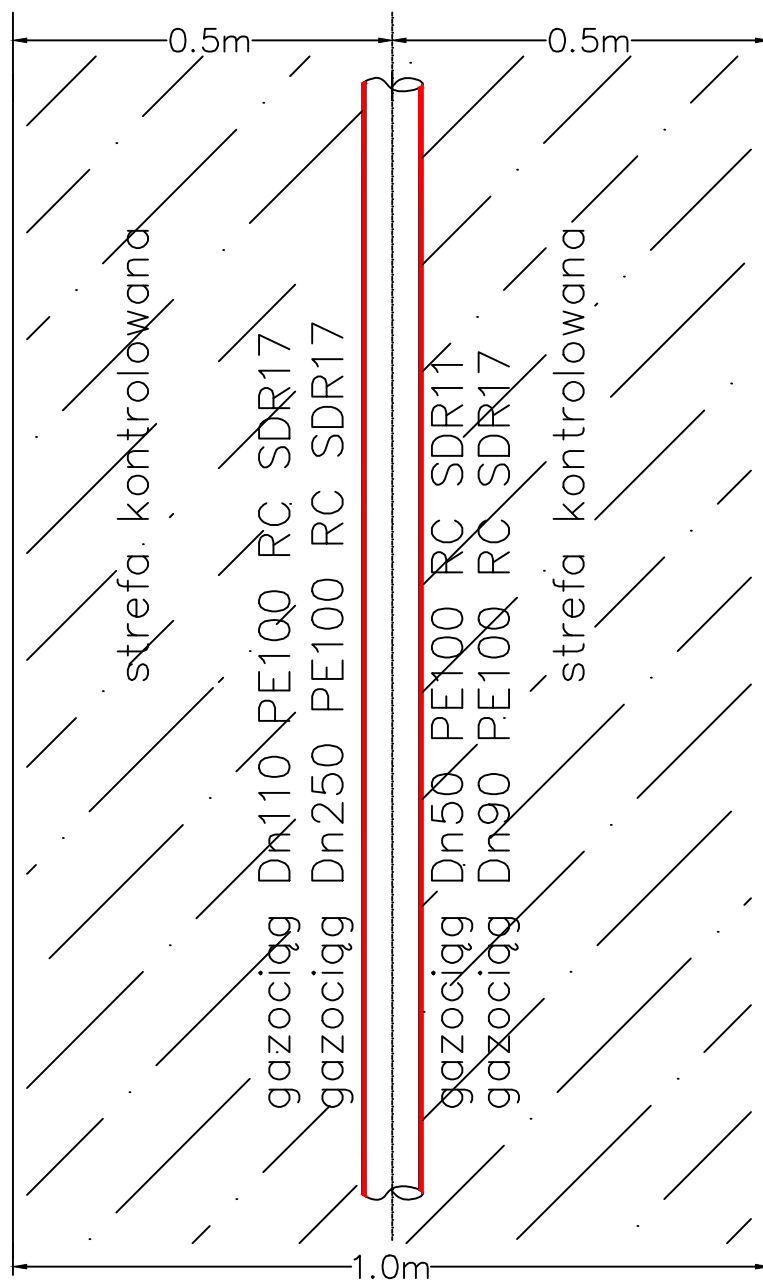 0.5m
0.5m
strefa kontrolowana
gazociąg Dn110 PE100 RC SDR17
gazociąg Dn250 PE100 RC SDR17
gazociąg Dn50 PE100 RC SDR11
gazociąg Dn90 PE100 RC SDR17
strefa kontrolowana
1.0m